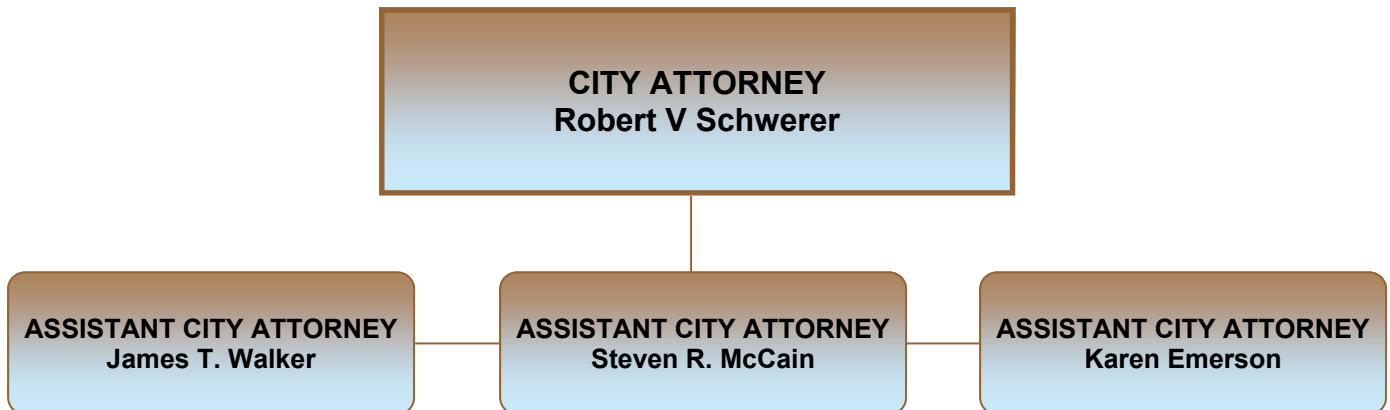 CITY ATTORNEY
Robert V Schwerer
ASSISTANT CITY ATTORNEY
James T. Walker
ASSISTANT CITY ATTORNEY
Steven R. McCain
ASSISTANT CITY ATTORNEY
Karen Emerson